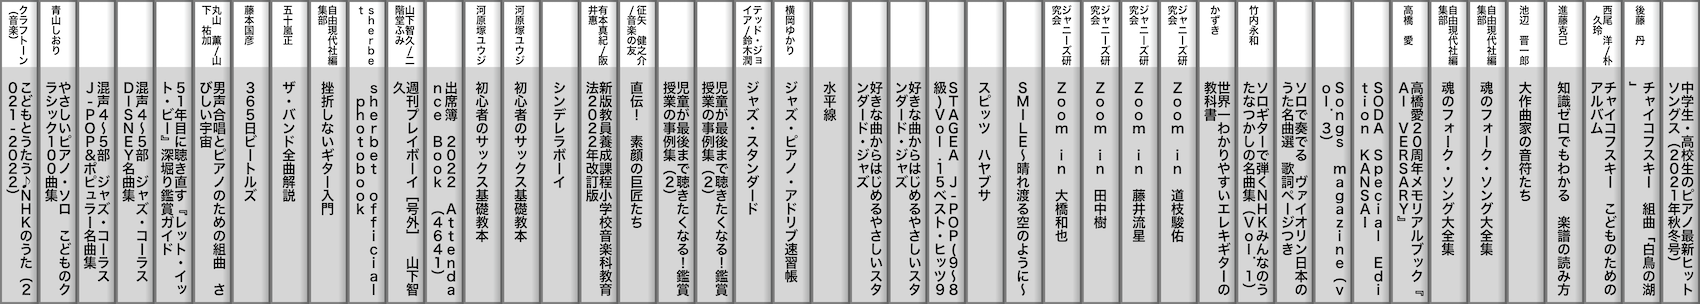 中学生・高校生のピアノ最新ヒット
ソングス（2021年秋冬号）
後藤 丹
チャイコフスキー 組曲「白鳥の湖
」
西尾 洋/朴
久玲
チャイコフスキー こどものための
アルバム
進藤克己
知識ゼロでもわかる 楽譜の読み方
池辺 晋一郎
大作曲家の音符たち
自由現代社編
集部
魂のフォーク・ソング大全集
自由現代社編
集部
魂のフォーク・ソング大全集
高橋 愛
高橋愛20周年メモリアルブック『
AI VERSARY』
SODA Special Edi
tion KANSAI
Songs magazine（v
ol.3）
ソロで奏でる ヴァイオリン日本の
うた名曲選 歌詞ページつき
竹内永和
ソロギターで弾くNHKみんなのう
たなつかしの名曲集（Vol.1）
かずき
世界一わかりやすいエレキギターの
教科書
ジャニーズ研
究会
Zoom in 道枝駿佑
ジャニーズ研
究会
Zoom in 藤井流星
ジャニーズ研
究会
Zoom in 田中樹
ジャニーズ研
究会
Zoom in 大橋和也
SMILE～晴れ渡る空のように～
スピッツ ハヤブサ
STAGEA J-POP(9～8
級)Vol.15ベスト・ヒッツ9
好きな曲からはじめるやさしいスタ
ンダード・ジャズ
好きな曲からはじめるやさしいスタ
ンダード・ジャズ
水平線
横岡ゆかり
ジャズ・ピアノ・アドリブ速習帳
テッド・ジョ
イア/鈴木潤
ジャズ・スタンダード
児童が最後まで聴きたくなる！鑑賞
授業の事例集（2）
児童が最後まで聴きたくなる！鑑賞
授業の事例集（2）
征矢 健之介
/音楽の友
直伝！ 素顔の巨匠たち
有本真紀/阪
井惠
新版教員養成課程小学校音楽科教育
法2022年改訂版
シンデレラボーイ
河原塚ユウジ
初心者のサックス基礎教本
河原塚ユウジ
初心者のサックス基礎教本
出席簿 2022 Attenda
nce Book （4641）
山下智久/二
階堂ふみ
週刊プレイボーイ［号外］ 山下智
久
sherbe
t
sherbet official
photobook
自由現代社編
集部
挫折しないギター入門
五十嵐正
ザ・バンド全曲解説
藤本国彦
365日ビートルズ
丸山 薫/山
下 祐加
男声合唱とピアノのための組曲 さ
びしい宇宙
51年目に聴き直す『レット・イッ
ト・ビー』深堀り鑑賞ガイド
混声4～5部 ジャズ・コーラス
DISNEY名曲集
混声4～5部 ジャズ・コーラス
J-POP&ポピュラー名曲集
青山しおり
やさしいピアノ・ソロ こどものク
ラシック100曲集
クラフトーン
（音楽）
こどもとうたう♪NHKのうた（2
021-2022）